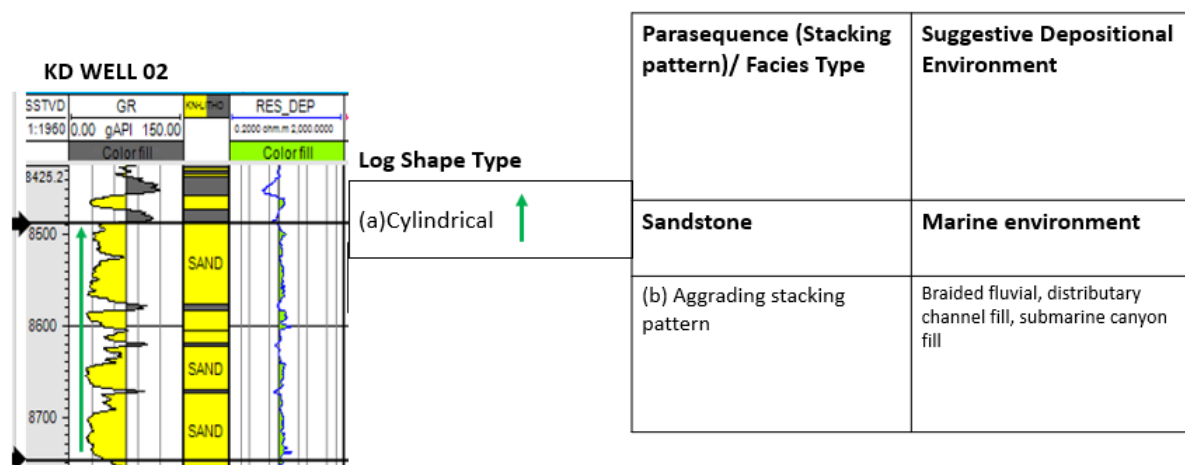 KD WELL 02
SSTVD GR KN-LITHO RES_DEP
1:1960 0.00 gAPI 150.00 0.2000 ohm.m 2,000.0000
Color fill Color fill
8425.2
8500
SAND
8600
SAND
8700
SAND
Log Shape Type
(a)Cylindrical
Parasequence (Stacking
pattern)/ Facies Type
Suggestive Depositional
Environment
Sandstone
Marine environment
(b) Aggrading stacking
pattern
Braided fluvial, distributary
channel fill, submarine canyon
fill